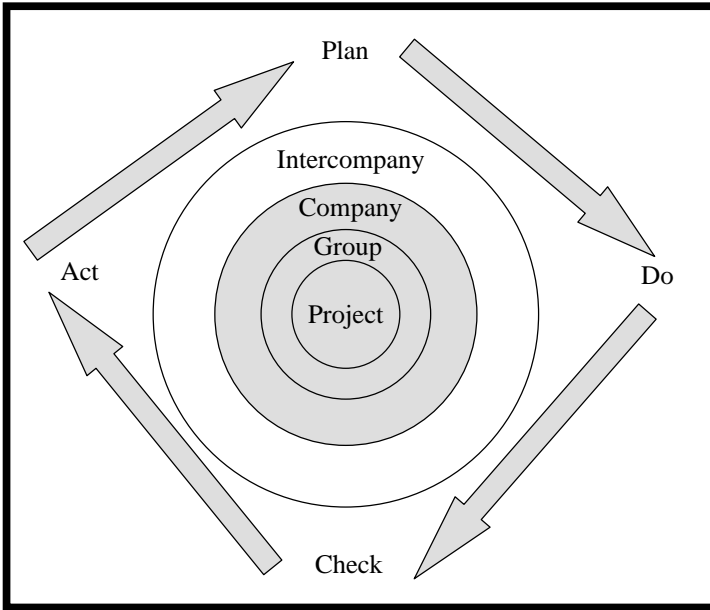 Plan
Intercompany
Company
Group
Act
Do
Project
Check